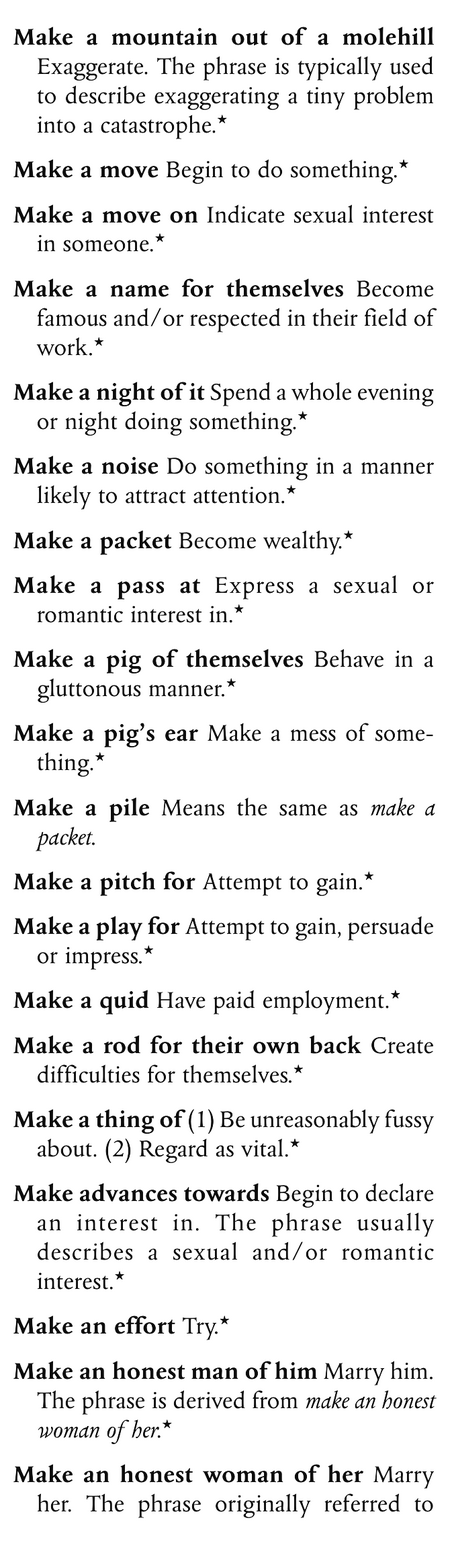 Make a mountain out of a molehill
Exaggerate. The phrase is typically used
to describe exaggerating a tiny problem
into a catastrophe.★
Make a move Begin to do something.★
Make a move on Indicate sexual interest
in someone.★
Make a name for themselves Become
famous and/or respected in their field of
work.★
Make a night of it Spend a whole evening
or night doing something.★
Make a noise Do something in a manner
likely to attract attention.★
Make a packet Become wealthy.★
Make a pass at Express a sexual or
romantic interest in.★
Make a pig of themselves Behave in a
gluttonous manner.★
Make a pig’s ear Make a mess of some-
thing.★
Make a pile Means the same as make a
packet.
Make a pitch for Attempt to gain.★
Make a play for Attempt to gain, persuade
or impress.★
Make a quid Have paid employment.★
Make a rod for their own back Create
difficulties for themselves.★
Make a thing of (1) Be unreasonably fussy
about. (2) Regard as vital.★
Make advances towards Begin to declare
an interest in. The phrase usually
describes a sexual and/or romantic
interest.★
Make an effort Try.★
Make an honest man of him Marry him.
The phrase is derived from make an honest
woman of her.★
Make an honest woman of her Marry
her. The phrase originally referred to